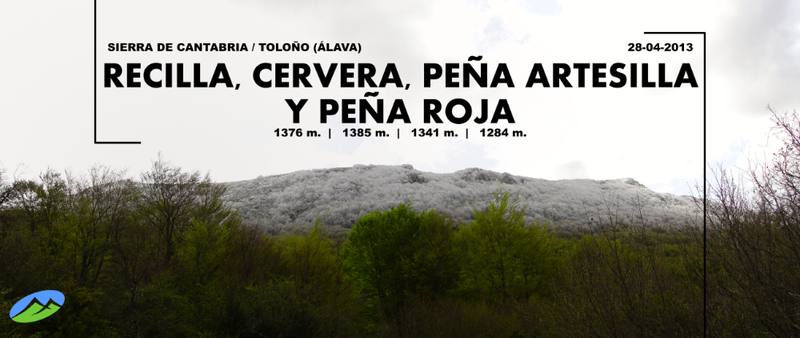 SIERRA DE CANTABRIA / TOLOÑO (ÁLAVA)
28-04-2013
RECILLA, CERVERA, PEÑA ARTESILLA
Y PEÑA ROJA
1376 m. | 1385 m. | 1341 m. | 1284 m.